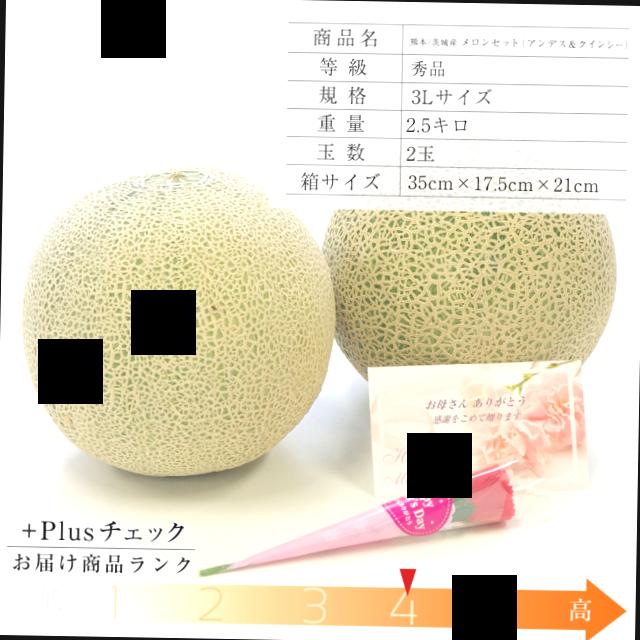 商品名 熊本/茨城産 メロンセット(アンデス&クインシー)
等級 秀品
規格 3Lサイズ
重量 2.5キロ
玉数 2玉
箱サイズ 35cm×17.5cm×21cm
お母さん ありがとう
感謝をこめて贈ります
's Day
+Plusチェック
お届け商品ランク
1 2 3 4 高